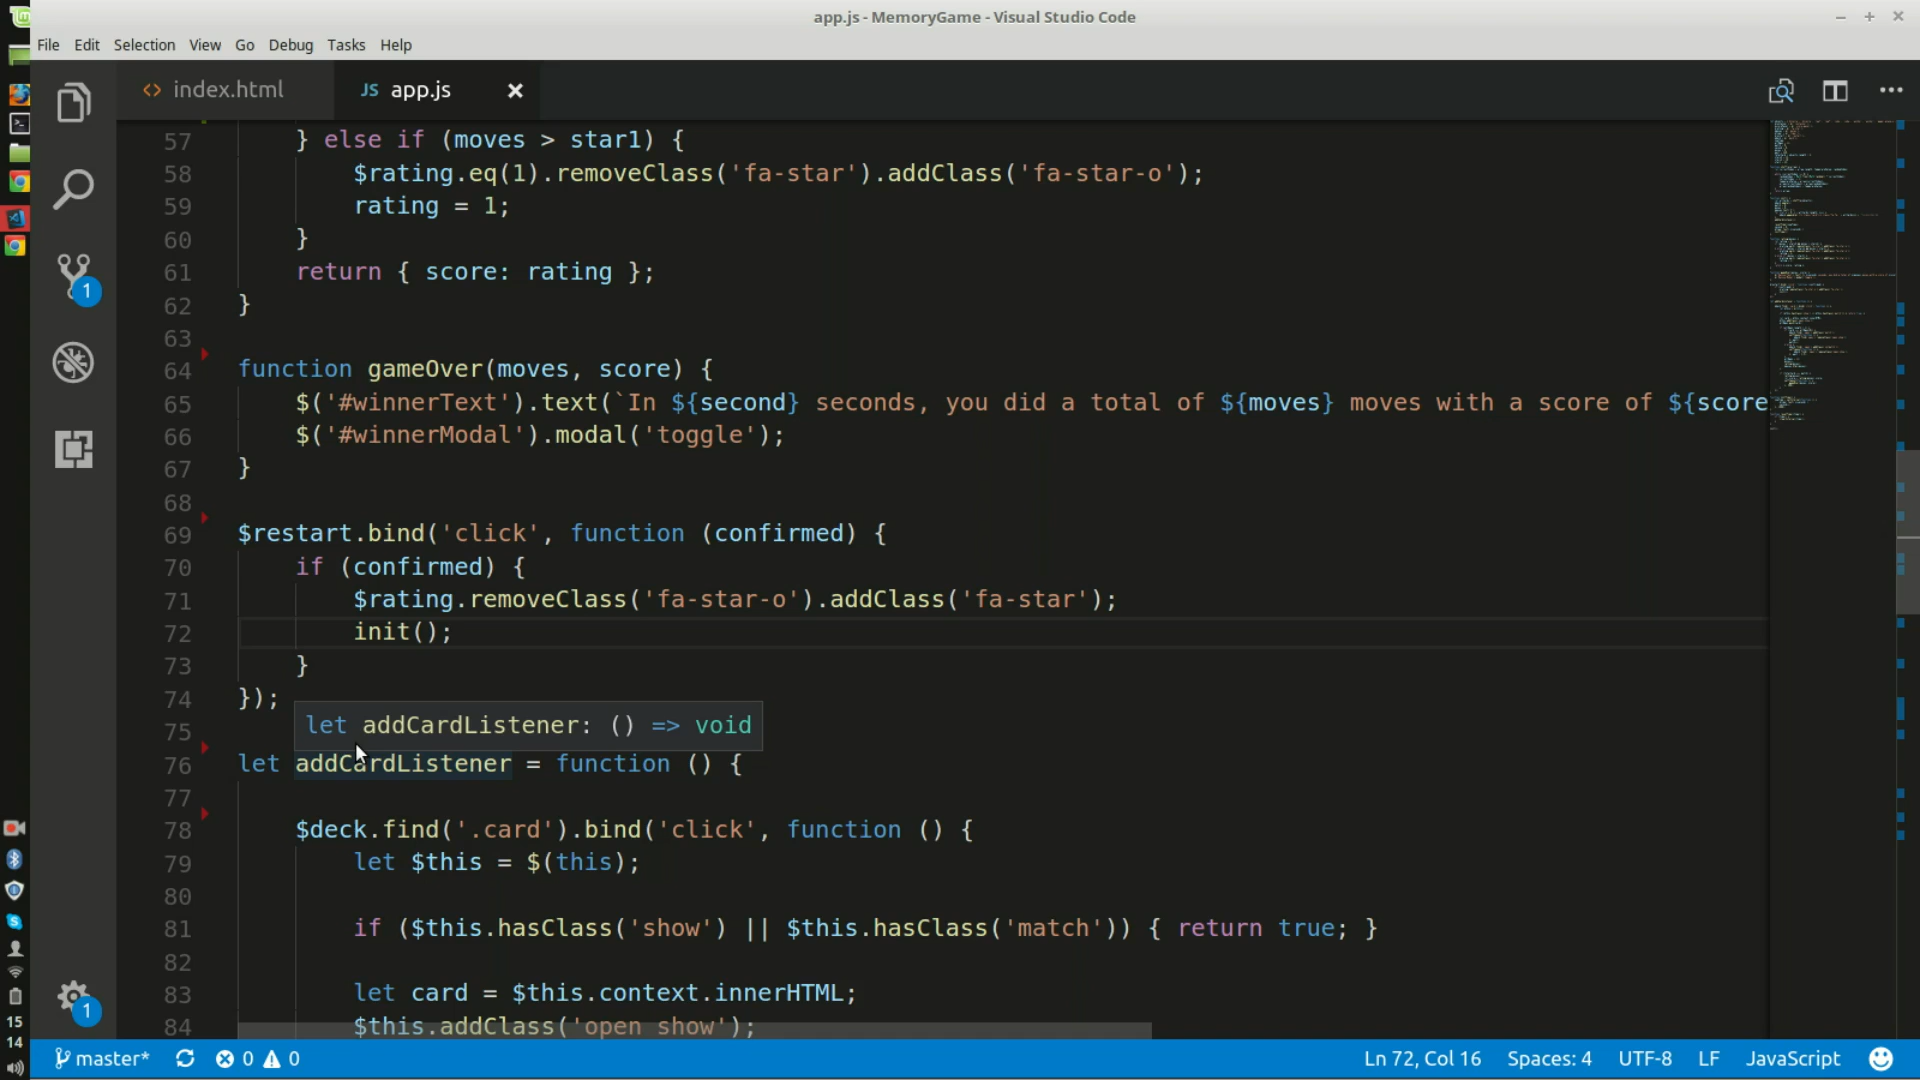 app.js - MemoryGame - Visual Studio Code
File Edit Selection View Go Debug Tasks Help
<> index.html JS app.js
57 } else if (moves > star1) {
58 $rating.eq(1).removeClass('fa-star').addClass('fa-star-o');
59 rating = 1;
60 }
61 return { score: rating };
62 }
63
64 function gameOver(moves, score) {
65 $('#winnerText').text(`In ${second} seconds, you did a total of ${moves} moves with a score of ${score
66 $('#winnerModal').modal('toggle');
67 }
68
69 $restart.bind('click', function (confirmed) {
70 if (confirmed) {
71 $rating.removeClass('fa-star-o').addClass('fa-star');
72 init();
73 }
74 });
let addCardListener: () => void
75
76 let addCardListener = function () {
77
78 $deck.find('.card').bind('click', function () {
79 let $this = $(this);
80
81 if ($this.hasClass('show') || $this.hasClass('match')) { return true; }
82
83 let card = $this.context.innerHTML;
84 $this.addClass('open show');
1
1
15
14
master* 0 0 Ln 72, Col 16 Spaces: 4 UTF-8 LF JavaScript